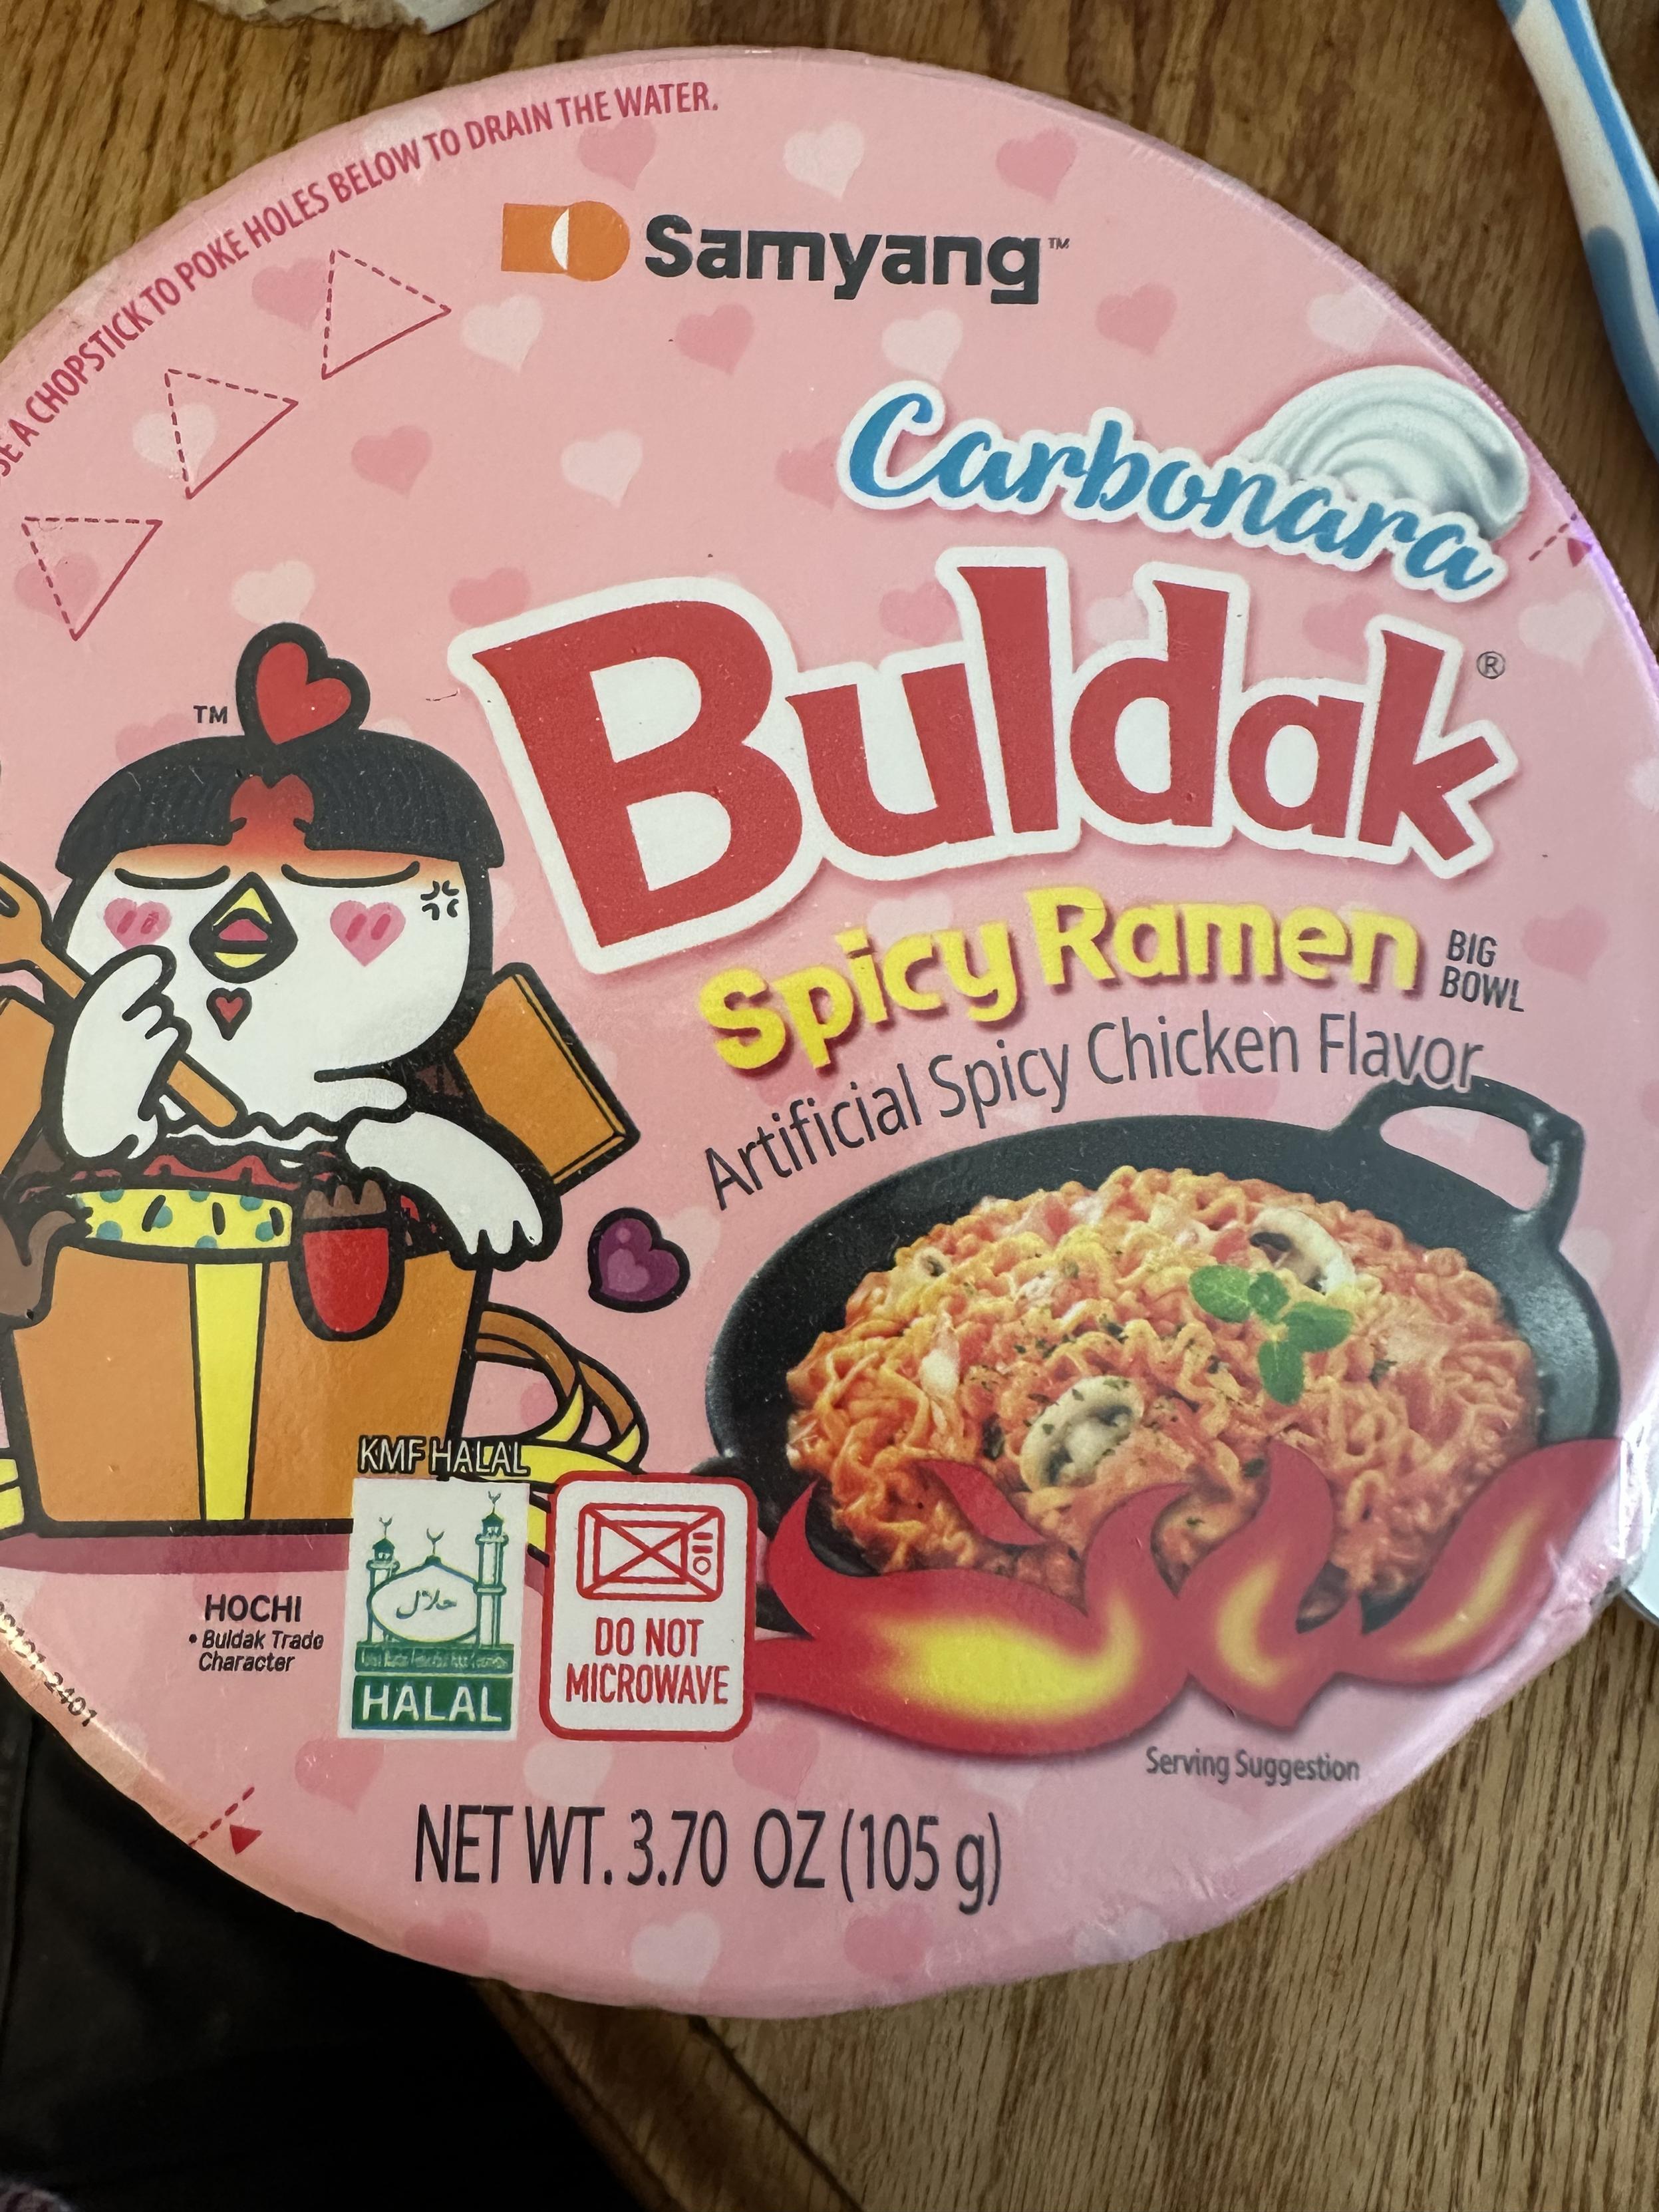 A CHOPSTICK TO POKE HOLES BELOW TO DRAIN THE WATER.
Samyang™
Carbonara
Buldak®
Spicy Ramen
BIG
BOWL
Artificial Spicy Chicken Flavor
TM
KMF HALAL
حلال
HALAL
DO NOT
MICROWAVE
HOCHI
• Buldak Trade
Character
Serving Suggestion
NET WT. 3.70 OZ (105 g)